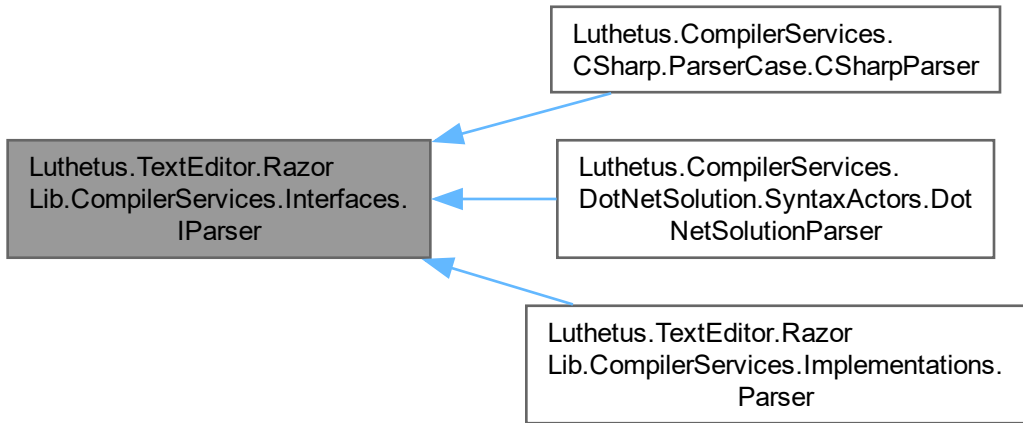 Luthetus.CompilerServices.
CSharp.ParserCase.CSharpParser
Luthetus.TextEditor.Razor
Lib.CompilerServices.Interfaces.
IParser
Luthetus.CompilerServices.
DotNetSolution.SyntaxActors.Dot
NetSolutionParser
Luthetus.TextEditor.Razor
Lib.CompilerServices.Implementations.
Parser